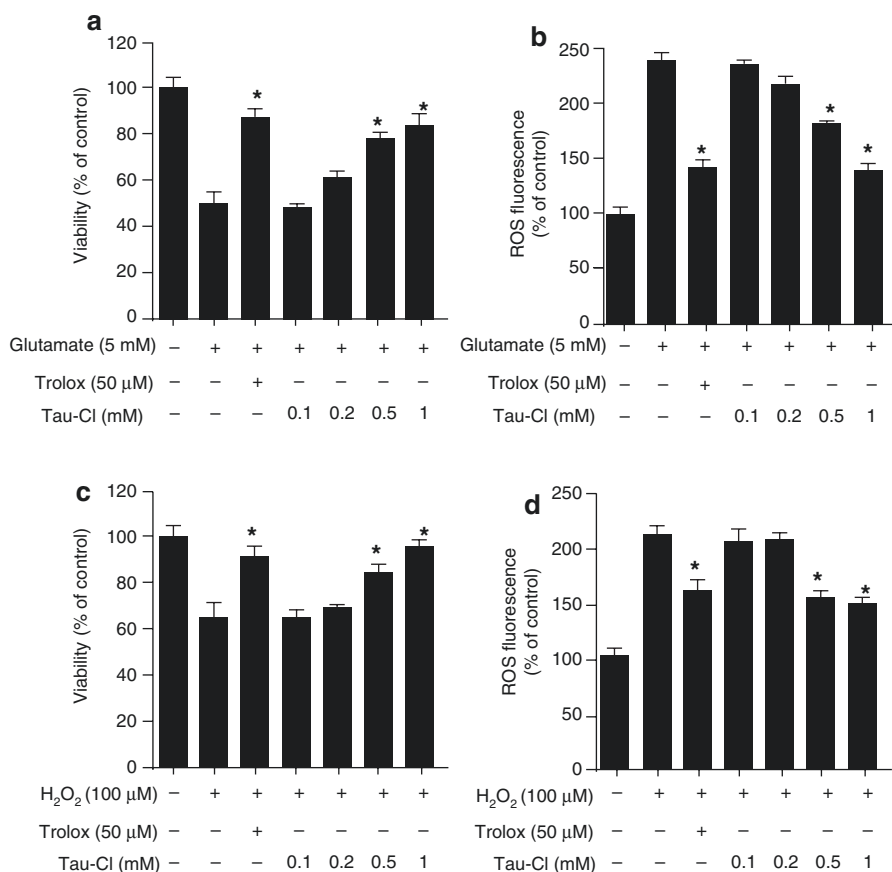 a
120
100
80
60
40
20
0
Viability (% of control)
*
*
*
Glutamate (5 mM) – + + + + + +
Trolox (50 μM) – – + – – – –
Tau-Cl (mM) – – – 0.1 0.2 0.5 1
b
250
200
150
100
50
0
ROS fluorescence
(% of control)
*
*
*
Glutamate (5 mM) – + + + + + +
Trolox (50 μM) – – + – – – –
Tau-Cl (mM) – – – 0.1 0.2 0.5 1
c
120
100
80
60
40
20
0
Viability (% of control)
*
*
*
H₂O₂ (100 μM) – + + + + + +
Trolox (50 μM) – – + – – – –
Tau-Cl (mM) – – – 0.1 0.2 0.5 1
d
250
200
150
100
50
0
ROS fluorescence
(% of control)
*
*
*
H₂O₂ (100 μM) – + + + + + +
Trolox (50 μM) – – + – – – –
Tau-Cl (mM) – – – 0.1 0.2 0.5 1